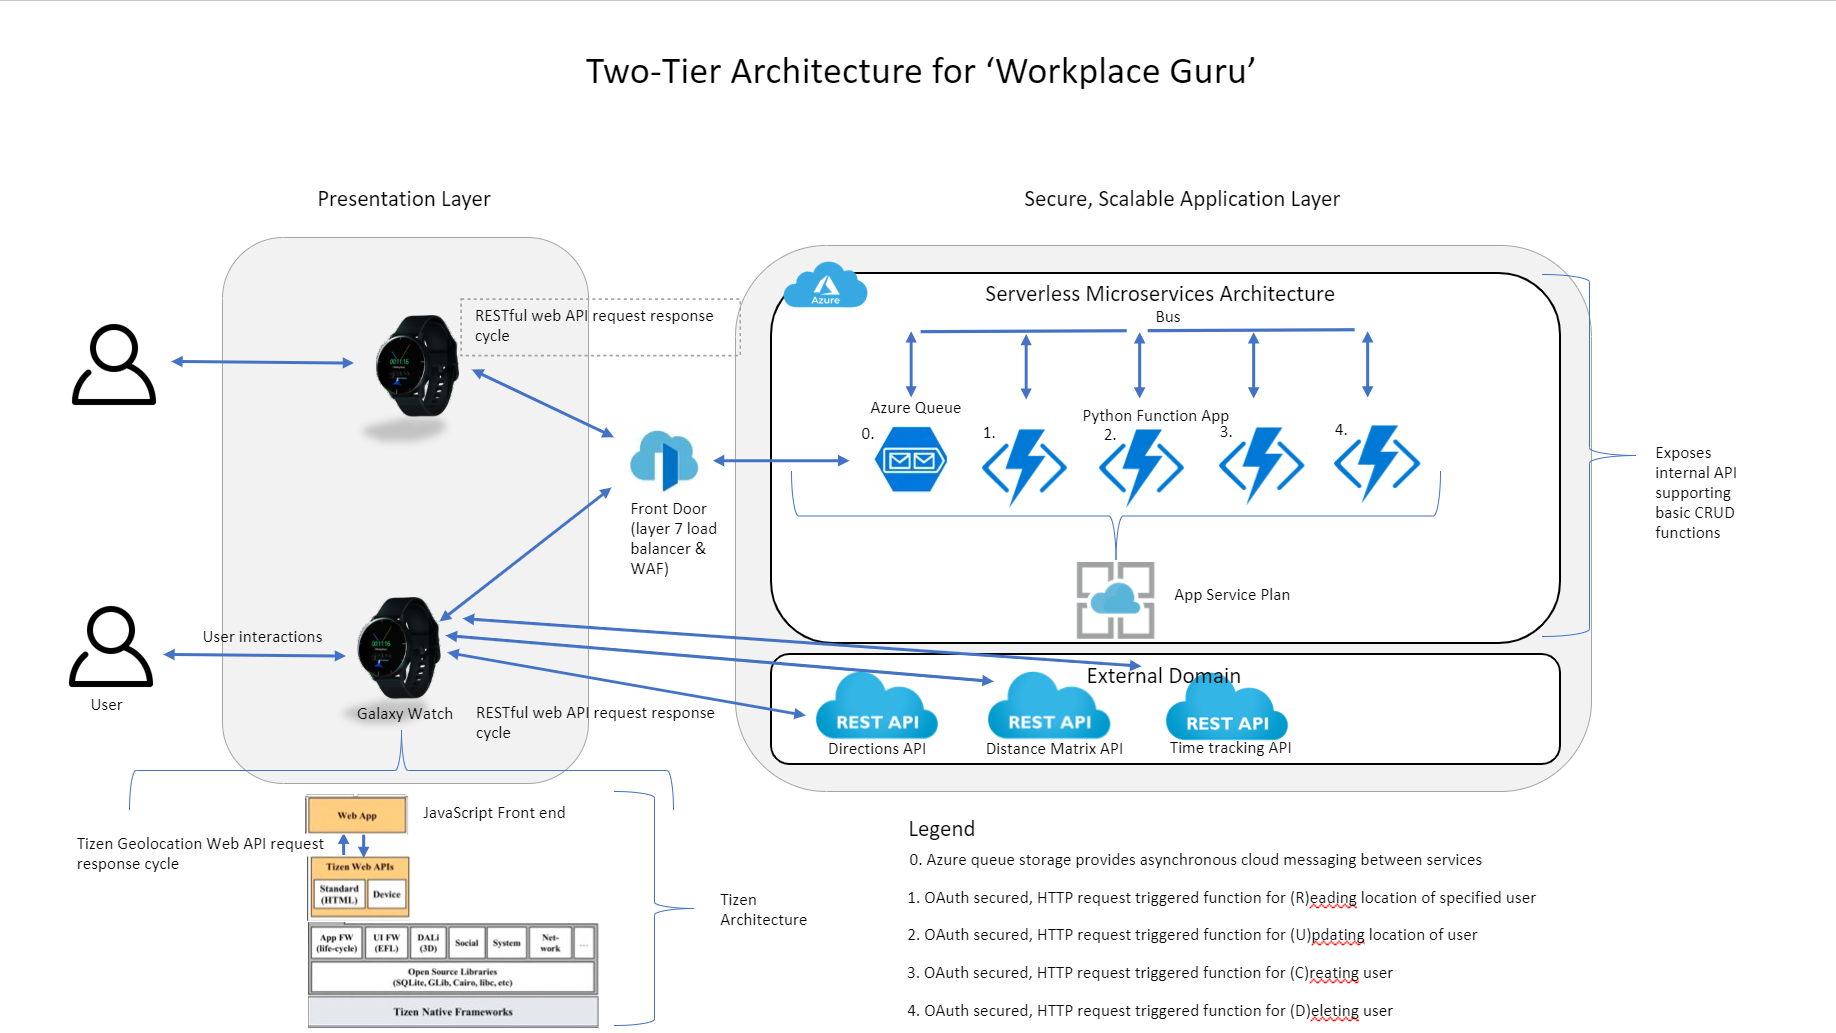 Two-Tier Architecture for ‘Workplace Guru’
Presentation Layer
Secure, Scalable Application Layer
RESTful web API request response
cycle
Azure
Serverless Microservices Architecture
Bus
Azure Queue
Python Function App
0.
1.
2.
3.
4.
Front Door
(layer 7 load
balancer &
WAF)
App Service Plan
Exposes
internal API
supporting
basic CRUD
functions
User interactions
User
00:11:16
00:11:16
Galaxy Watch
RESTful web API request response
cycle
External Domain
REST API
REST API
REST API
Directions API
Distance Matrix API
Time tracking API
Web App
JavaScript Front end
Tizen Geolocation Web API request
response cycle
Tizen Web APIs
Standard
(HTML)
Device
App FW
(life-cycle)
UI FW
(EFL)
DALi
(3D)
Social
System
Net-
work
...
Open Source Libraries
(SQLite, GLib, Cairo, libc, etc)
Tizen Native Frameworks
Tizen
Architecture
Legend
0. Azure queue storage provides asynchronous cloud messaging between services
1. OAuth secured, HTTP request triggered function for (R)eading location of specified user
2. OAuth secured, HTTP request triggered function for (U)pdating location of user
3. OAuth secured, HTTP request triggered function for (C)reating user
4. OAuth secured, HTTP request triggered function for (D)eleting user